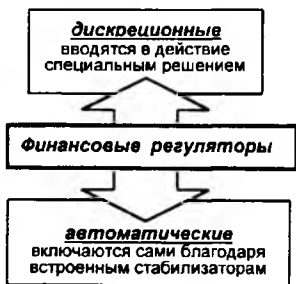 дискреционные
вводятся в действие
специальным решением
Финансовые регуляторы
автоматические
включаются сами благодаря
встроенным стабилизаторам